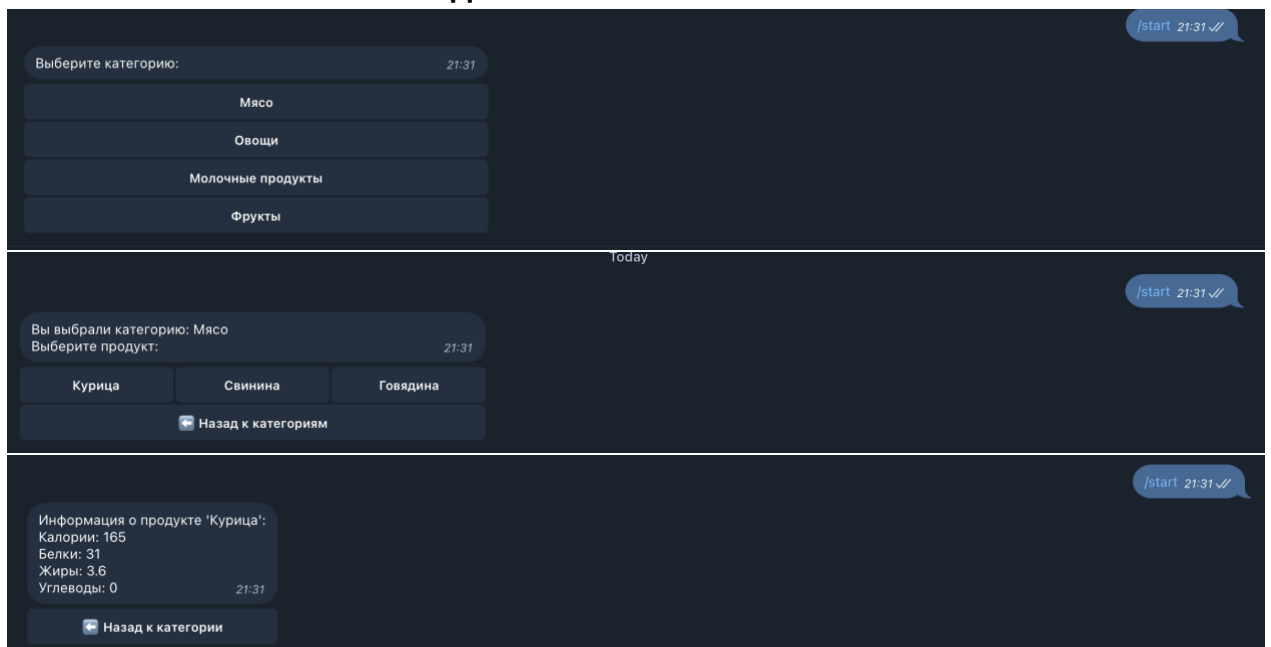 /start 21:31
Выберите категорию: 21:31
Мясо
Овощи
Молочные продукты
Фрукты
Today
/start 21:31
Вы выбрали категорию: Мясо
Выберите продукт: 21:31
Курица Свинина Говядина
Назад к категориям
/start 21:31
Информация о продукте 'Курица':
Калории: 165
Белки: 31
Жиры: 3.6
Углеводы: 0 21:31
Назад к категории